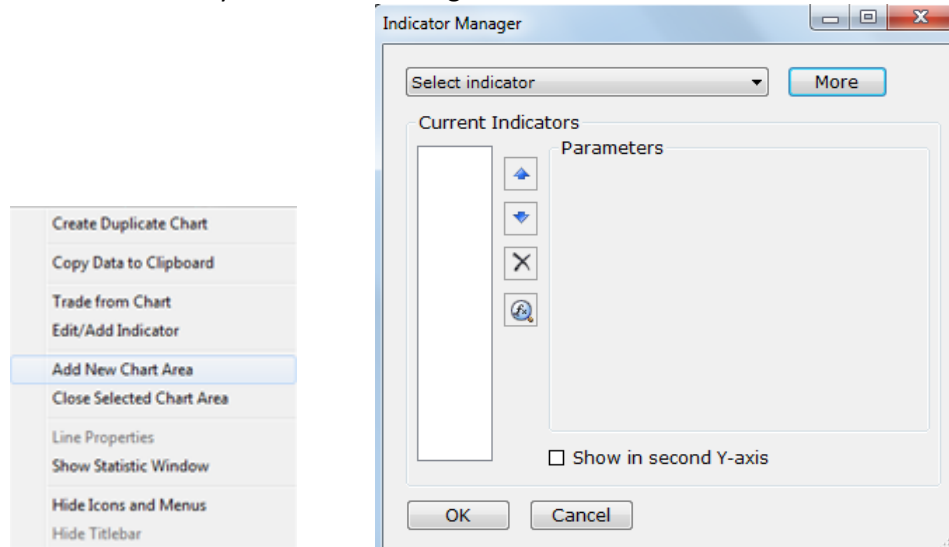 Indicator Manager
Select indicator
More
Current Indicators
Parameters
Show in second Y-axis
OK
Cancel
Create Duplicate Chart
Copy Data to Clipboard
Trade from Chart
Edit/Add Indicator
Add New Chart Area
Close Selected Chart Area
Line Properties
Show Statistic Window
Hide Icons and Menus
Hide Titlebar